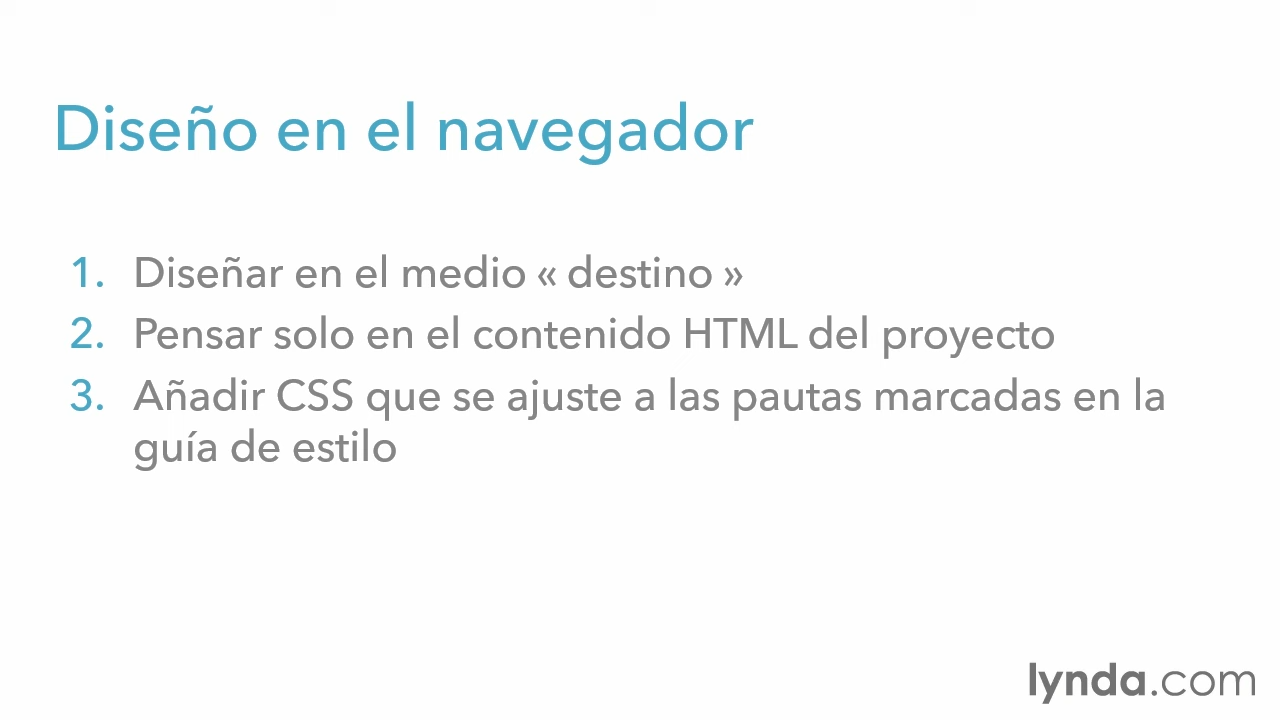 Diseño en el navegador
1. Diseñar en el medio « destino »
2. Pensar solo en el contenido HTML del proyecto
3. Añadir CSS que se ajuste a las pautas marcadas en la
guía de estilo
lynda.com